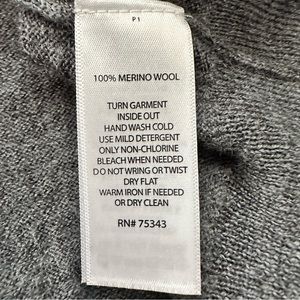 P1
100% MERINO WOOL
TURN GARMENT
INSIDE OUT
HAND WASH COLD
USE MILD DETERGENT
ONLY NON-CHLORINE
BLEACH WHEN NEEDED
DO NOT WRING OR TWIST
DRY FLAT
WARM IRON IF NEEDED
OR DRY CLEAN
RN# 75343